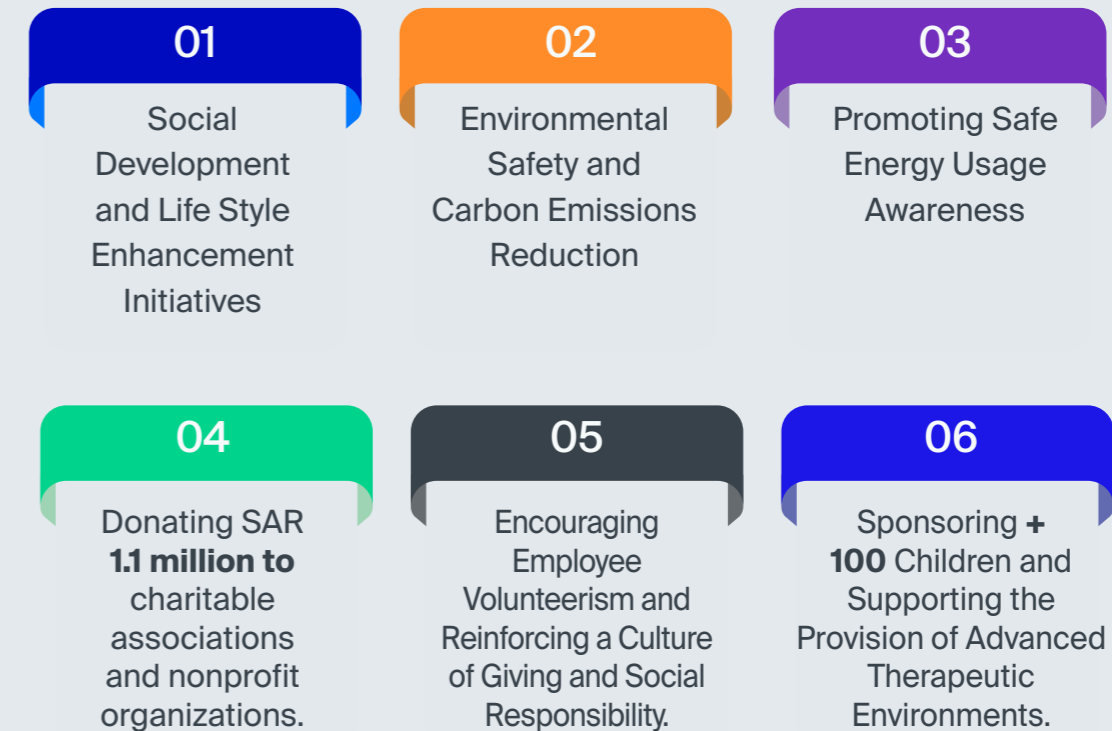 01
Social
Development
and Life Style
Enhancement
Initiatives
02
Environmental
Safety and
Carbon Emissions
Reduction
03
Promoting Safe
Energy Usage
Awareness
04
Donating SAR
1.1 million to
charitable
associations
and nonprofit
organizations.
05
Encouraging
Employee
Volunteerism and
Reinforcing a Culture
of Giving and Social
Responsibility.
06
Sponsoring +
100 Children and
Supporting the
Provision of Advanced
Therapeutic
Environments.